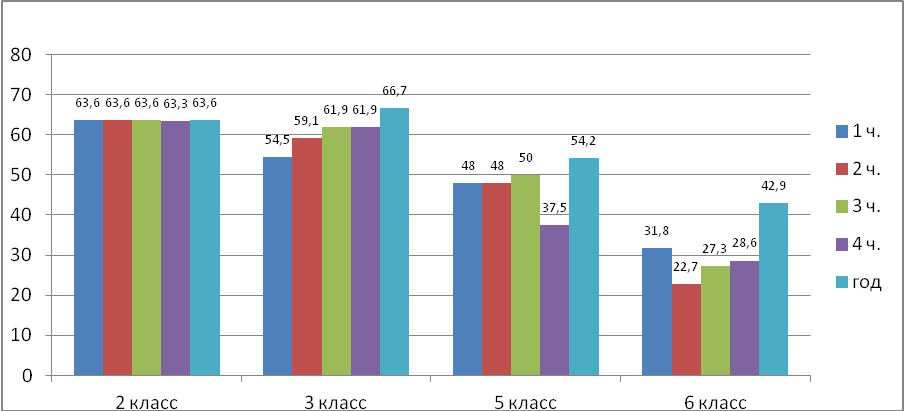 80
70
60
50
40
30
20
10
0
63,6 63,6 63,6 63,3 63,6
54,5 59,1 61,9 61,9 66,7
48 48 50 37,5 54,2
31,8 22,7 27,3 28,6 42,9
2 класс 3 класс 5 класс 6 класс
1 ч.
2 ч.
3 ч.
4 ч.
год